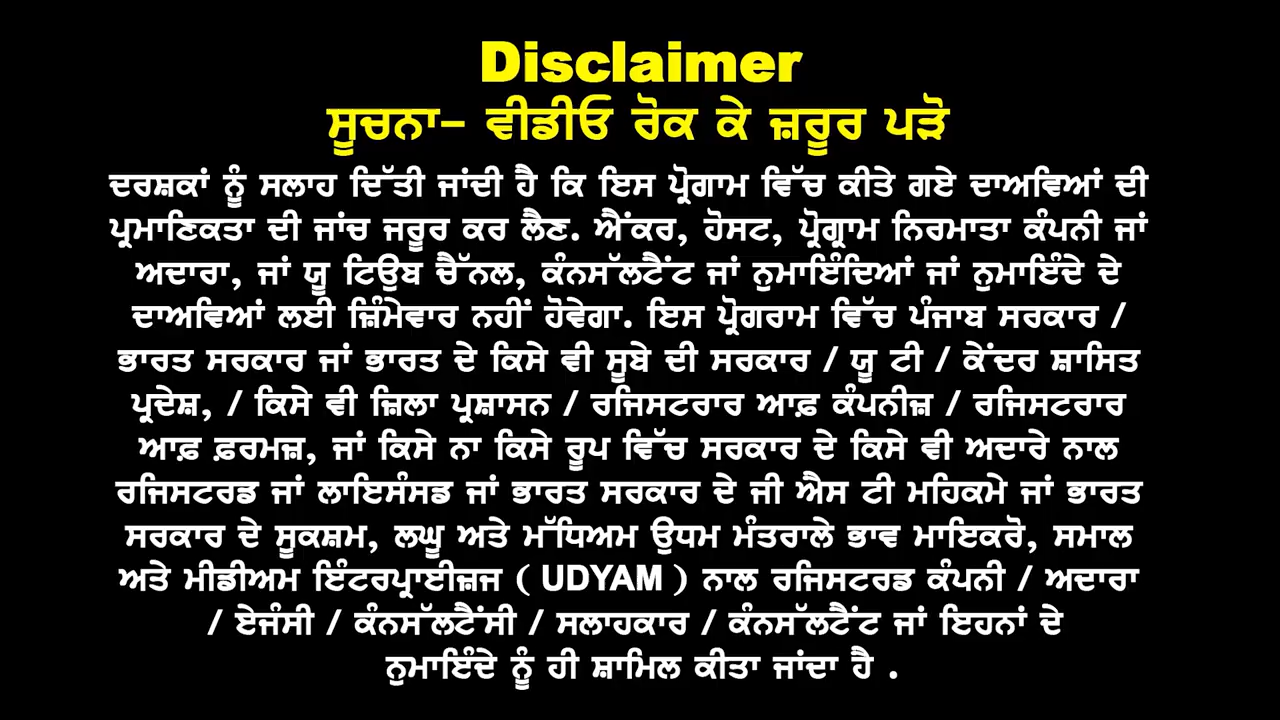 Disclaimer
ਸੂਚਨਾ- ਵੀਡੀਓ ਰੋਕ ਕੇ ਜ਼ਰੂਰ ਪੜੋ
ਦਰਸ਼ਕਾਂ ਨੂੰ ਸਲਾਹ ਦਿੱਤੀ ਜਾਂਦੀ ਹੈ ਕਿ ਇਸ ਪ੍ਰੋਗਾਮ ਵਿੱਚ ਕੀਤੇ ਗਏ ਦਾਅਵਿਆਂ ਦੀ
ਪ੍ਰਮਾਣਿਕਤਾ ਦੀ ਜਾਂਚ ਜਰੂਰ ਕਰ ਲੈਣ. ਐਂਕਰ, ਹੋਸਟ, ਪ੍ਰੋਗ੍ਰਾਮ ਨਿਰਮਾਤਾ ਕੰਪਨੀ ਜਾਂ
ਅਦਾਰਾ, ਜਾਂ ਯੂ ਟਿਊਬ ਚੈੱਨਲ, ਕੰਨਸੱਲਟੈਂਟ ਜਾਂ ਨੁਮਾਇੰਦਿਆਂ ਜਾਂ ਨੁਮਾਇੰਦੇ ਦੇ
ਦਾਅਵਿਆਂ ਲਈ ਜ਼ਿੰਮੇਵਾਰ ਨਹੀਂ ਹੋਵੇਗਾ. ਇਸ ਪ੍ਰੋਗਰਾਮ ਵਿੱਚ ਪੰਜਾਬ ਸਰਕਾਰ /
ਭਾਰਤ ਸਰਕਾਰ ਜਾਂ ਭਾਰਤ ਦੇ ਕਿਸੇ ਵੀ ਸੂਬੇ ਦੀ ਸਰਕਾਰ / ਯੂ ਟੀ / ਕੇਂਦਰ ਸ਼ਾਸਿਤ
ਪ੍ਰਦੇਸ਼, / ਕਿਸੇ ਵੀ ਜ਼ਿਲਾ ਪ੍ਰਸ਼ਾਸਨ / ਰਜਿਸਟਰਾਰ ਆਫ਼ ਕੰਪਨੀਜ਼ / ਰਜਿਸਟਰਾਰ
ਆਫ਼ ਫ਼ਰਮਜ਼, ਜਾਂ ਕਿਸੇ ਨਾ ਕਿਸੇ ਰੂਪ ਵਿੱਚ ਸਰਕਾਰ ਦੇ ਕਿਸੇ ਵੀ ਅਦਾਰੇ ਨਾਲ
ਰਜਿਸਟਰਡ ਜਾਂ ਲਾਇਸੰਸਡ ਜਾਂ ਭਾਰਤ ਸਰਕਾਰ ਦੇ ਜੀ ਐਸ ਟੀ ਮਹਿਕਮੇ ਜਾਂ ਭਾਰਤ
ਸਰਕਾਰ ਦੇ ਸੂਕਸ਼ਮ, ਲਘੂ ਅਤੇ ਮੱਧਿਅਮ ਉਧਮ ਮੰਤਰਾਲੇ ਭਾਵ ਮਾਇਕਰੋ, ਸਮਾਲ
ਅਤੇ ਮੀਡੀਅਮ ਇੰਟਰਪ੍ਰਾਈਜ਼ਜ ( UDYAM ) ਨਾਲ ਰਜਿਸਟਰਡ ਕੰਪਨੀ / ਅਦਾਰਾ
/ ਏਜੰਸੀ / ਕੰਨਸੱਲਟੈਂਸੀ / ਸਲਾਹਕਾਰ / ਕੰਨਸੱਲਟੈਂਟ ਜਾਂ ਇਹਨਾਂ ਦੇ
ਨੁਮਾਇੰਦੇ ਨੂੰ ਹੀ ਸ਼ਾਮਿਲ ਕੀਤਾ ਜਾਂਦਾ ਹੈ .